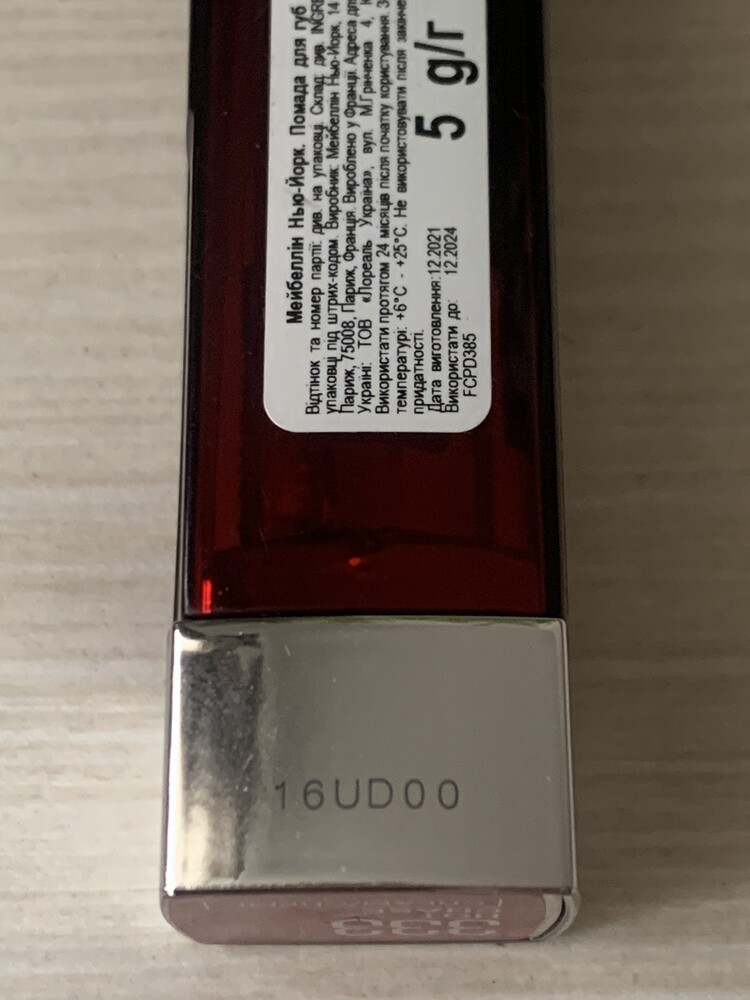 Мейбеллін Нью-Йорк. Помада для губ
Відтінок та номер партії: див. на упаковці. Склад: див. INGRE
упаковці під штрих-кодом. Виробник: Мейбеллін Нью-Йорк, 14
Париж, 75008, Париж, Франція. Вироблено у Франції. Адреса
Україні: ТОВ «Лореаль Україна», вул. М.Грінченка 4,
Використати протягом 24 місяців після початку користування.
температурі: +6°C - +25°C. Не використовувати після
придатності.
Дата виготовлення:12.2021
Використати до: 12.2024
FCPD385
5 g/г
16UD00